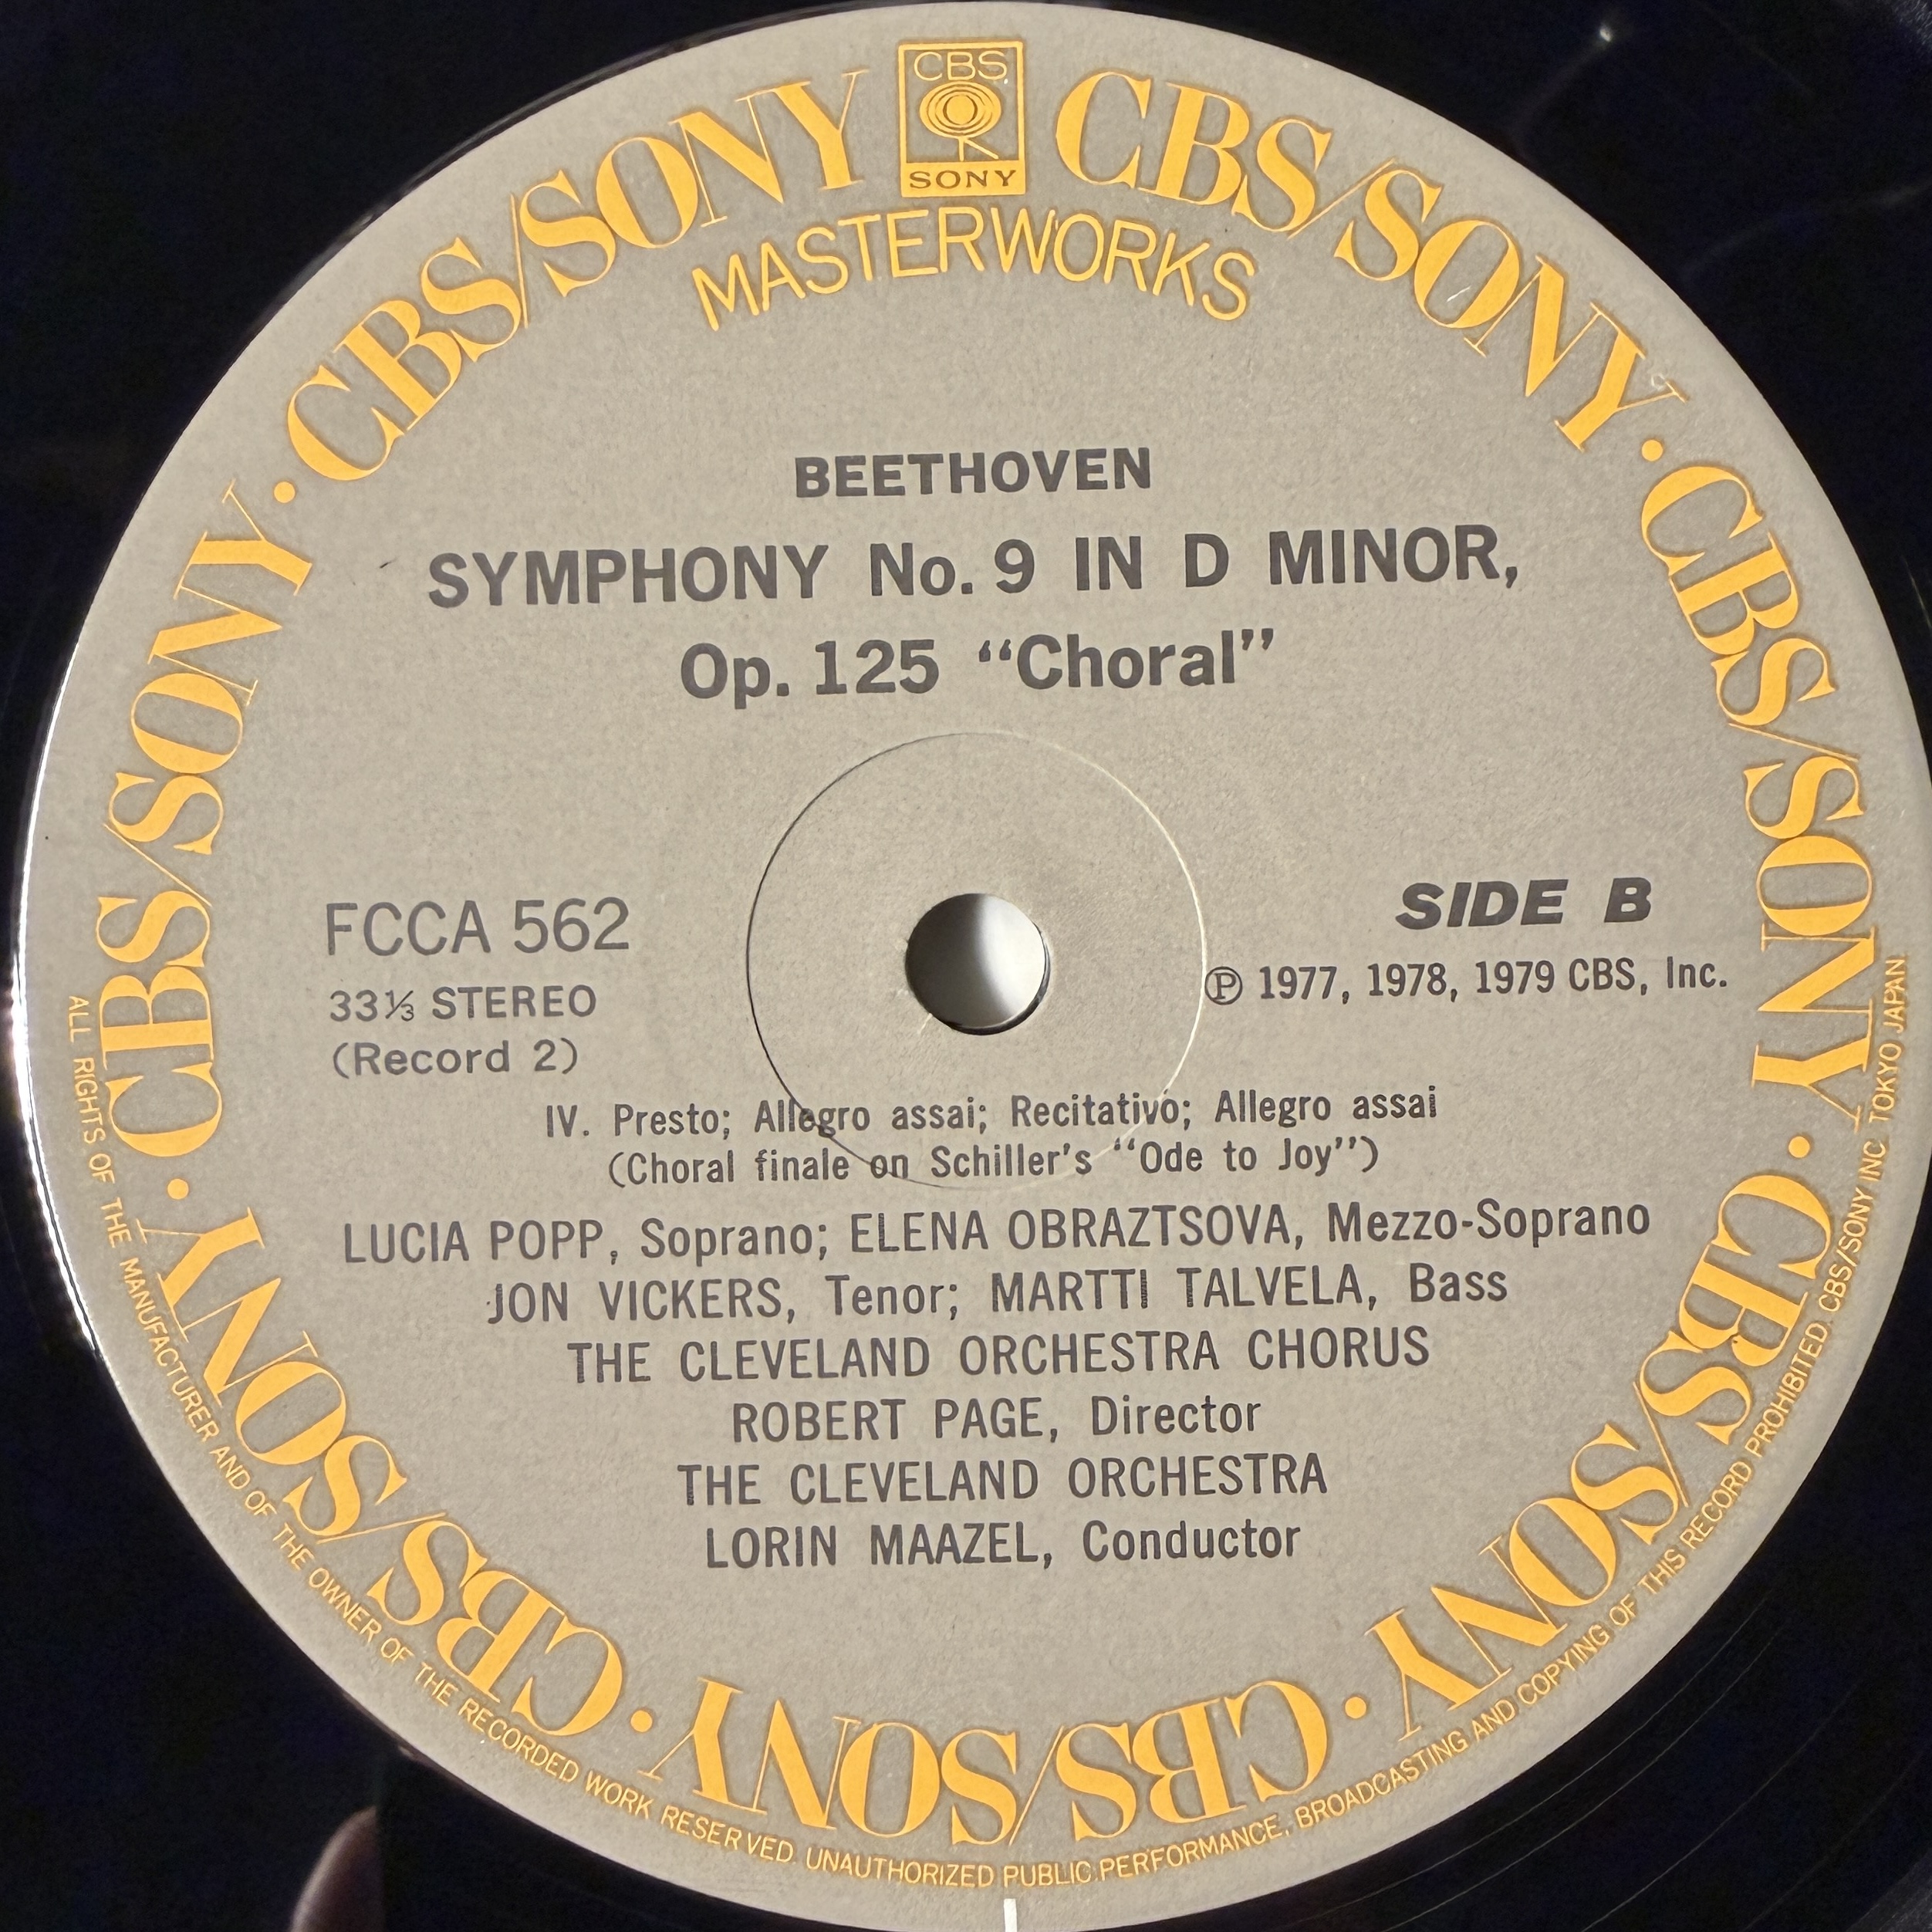 CBS
SONY
CBS/SONY · CBS/SONY · CBS/SONY · CBS/SONY · CBS/SONY · CBS/SONY · CBS/SONY · CBS/SONY
MASTERWORKS
BEETHOVEN
SYMPHONY No. 9 IN D MINOR,
Op. 125 “Choral”
FCCA 562
33⅓ STEREO
(Record 2)
SIDE B
Ⓟ 1977, 1978, 1979 CBS, Inc.
IV. Presto; Allegro assai; Recitativo; Allegro assai
(Choral finale on Schiller's “Ode to Joy”)
LUCIA POPP, Soprano; ELENA OBRAZTSOVA, Mezzo-Soprano
JON VICKERS, Tenor; MARTTI TALVELA, Bass
THE CLEVELAND ORCHESTRA CHORUS
ROBERT PAGE, Director
THE CLEVELAND ORCHESTRA
LORIN MAAZEL, Conductor
ALL RIGHTS OF THE MANUFACTURER AND OF THE OWNER OF THE RECORDED WORK RESERVED. UNAUTHORIZED PUBLIC PERFORMANCE, BROADCASTING AND COPYING OF THIS RECORD PROHIBITED. CBS/SONY INC. TOKYO JAPAN